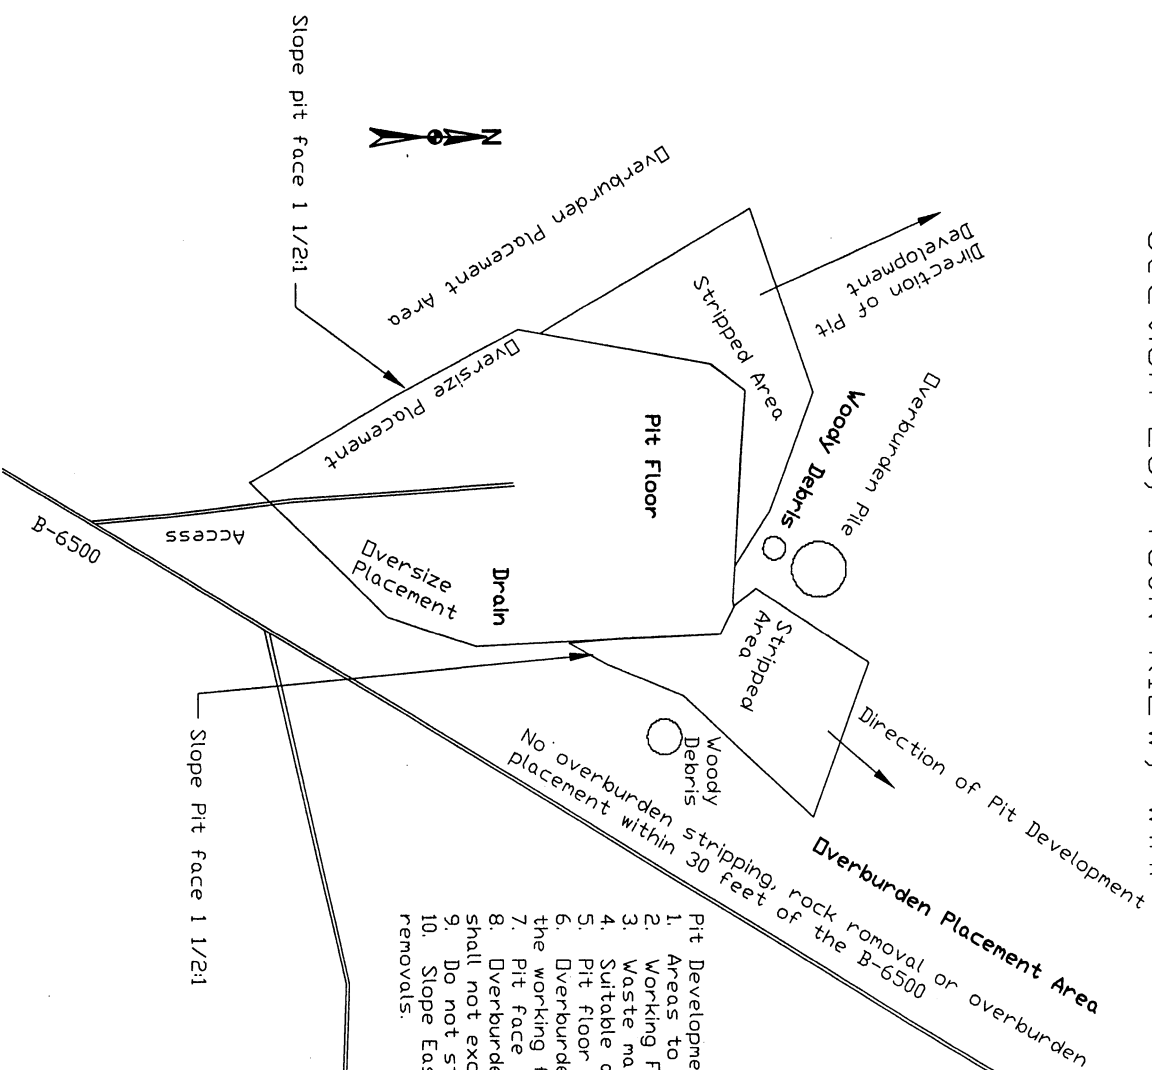 Slope pit face 1 1/2:1
N
Overburden Placement Area
Direction of Pit
Development
Stripped Area
Oversize Placement
Pit Floor
Woody Debris
Overburden Pile
B-6500
Access
Oversize
Placement
Drain
Stripped
Area
Direction of Pit Development
Woody
Debris
Slope Pit face 1 1/2:1
No overburden stripping, rock romoval or overburden
placement within 30 feet of the B-6500
Overburden Placement Area
Pit Developme
1. Areas to
2. Working F
3. Waste ma
4. Suitable
5. Pit floor
6. Overburde
the working
7. Pit face
8. Overburde
shall not exc
9. Do not st
10. Slope Eas
removals.